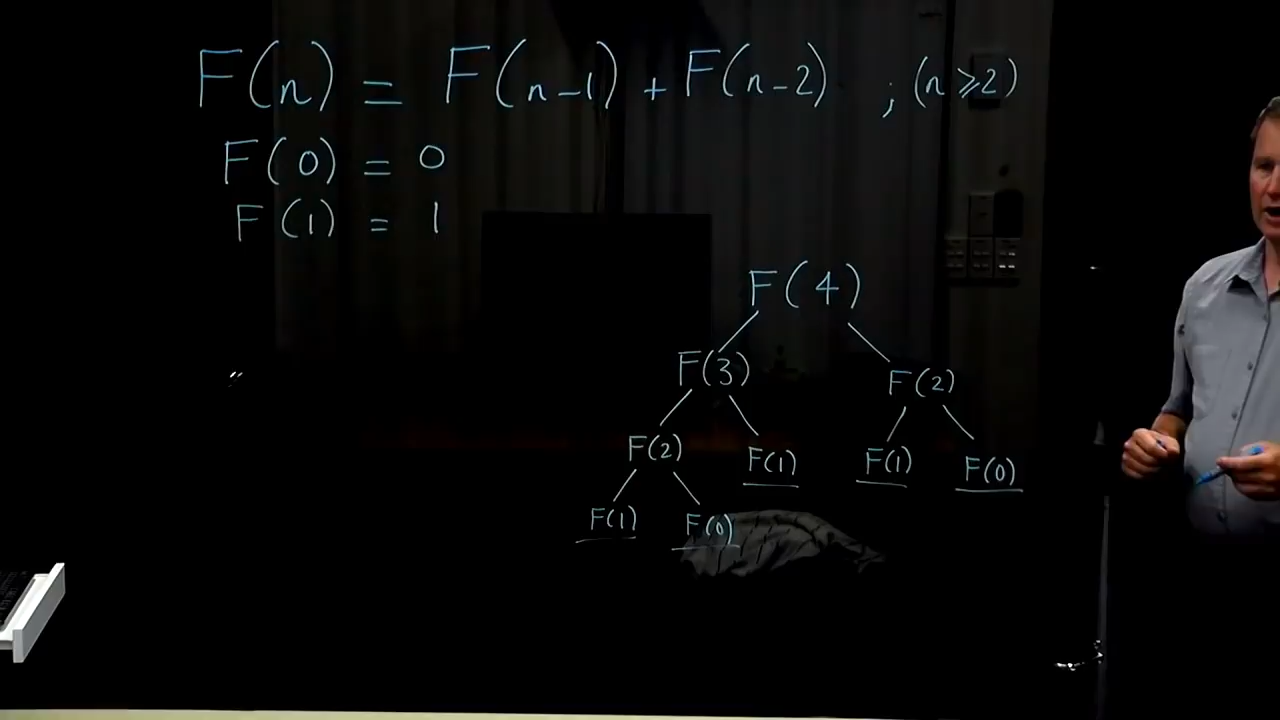 F(n) = F(n-1) + F(n-2) ; (n ⩾ 2)
F(0) = 0
F(1) = 1
F(4)
F(3) F(2)
F(2) F(1) F(1) F(0)
F(1) F(0)